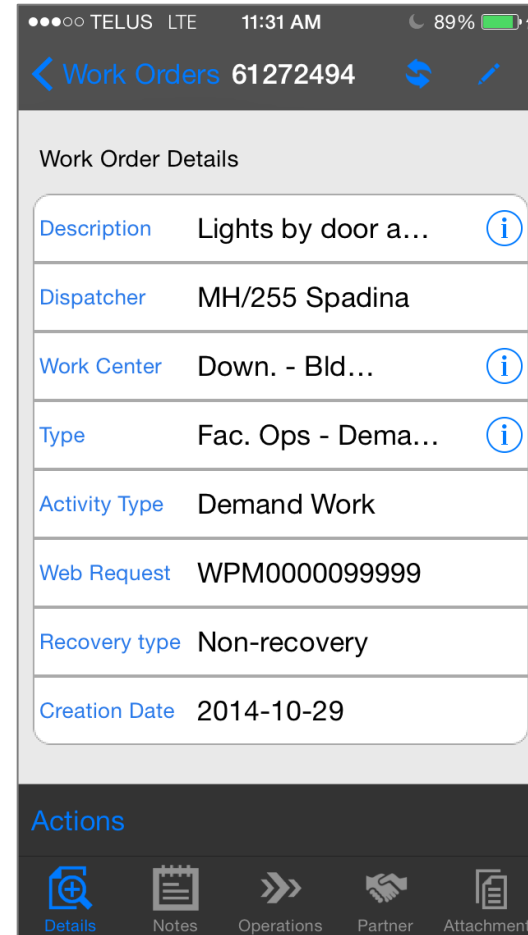 TELUS LTE 11:31 AM 89%
Work Orders 61272494
Work Order Details
Description Lights by door a...
Dispatcher MH/255 Spadina
Work Center Down. - Bld...
Type Fac. Ops - Dema...
Activity Type Demand Work
Web Request WPM0000099999
Recovery type Non-recovery
Creation Date 2014-10-29
Actions
Details Notes Operations Partner Attachment